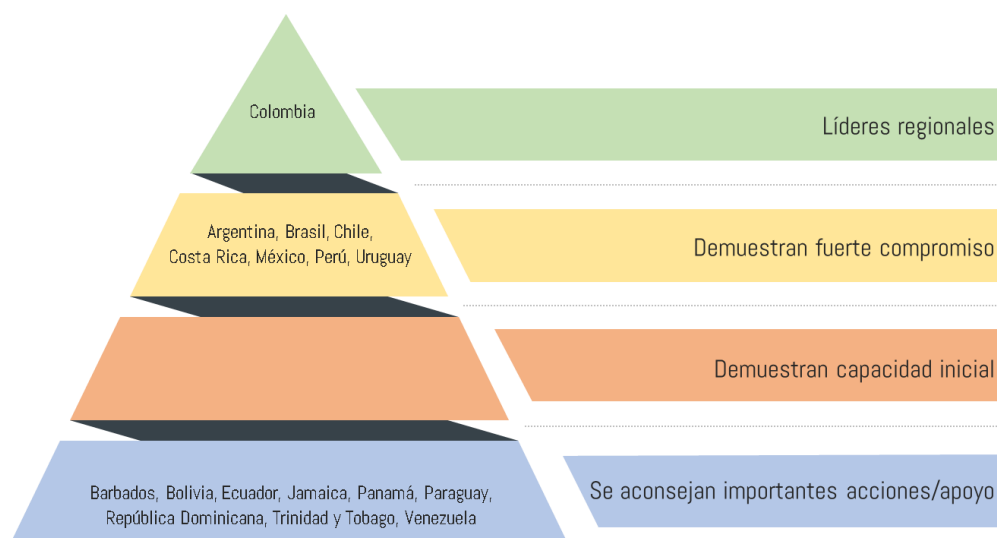 Colombia
Líderes regionales
Argentina, Brasil, Chile,
Costa Rica, México, Perú, Uruguay
Demuestran fuerte compromiso
Demuestran capacidad inicial
Barbados, Bolivia, Ecuador, Jamaica, Panamá, Paraguay,
República Dominicana, Trinidad y Tobago, Venezuela
Se aconsejan importantes acciones/apoyo